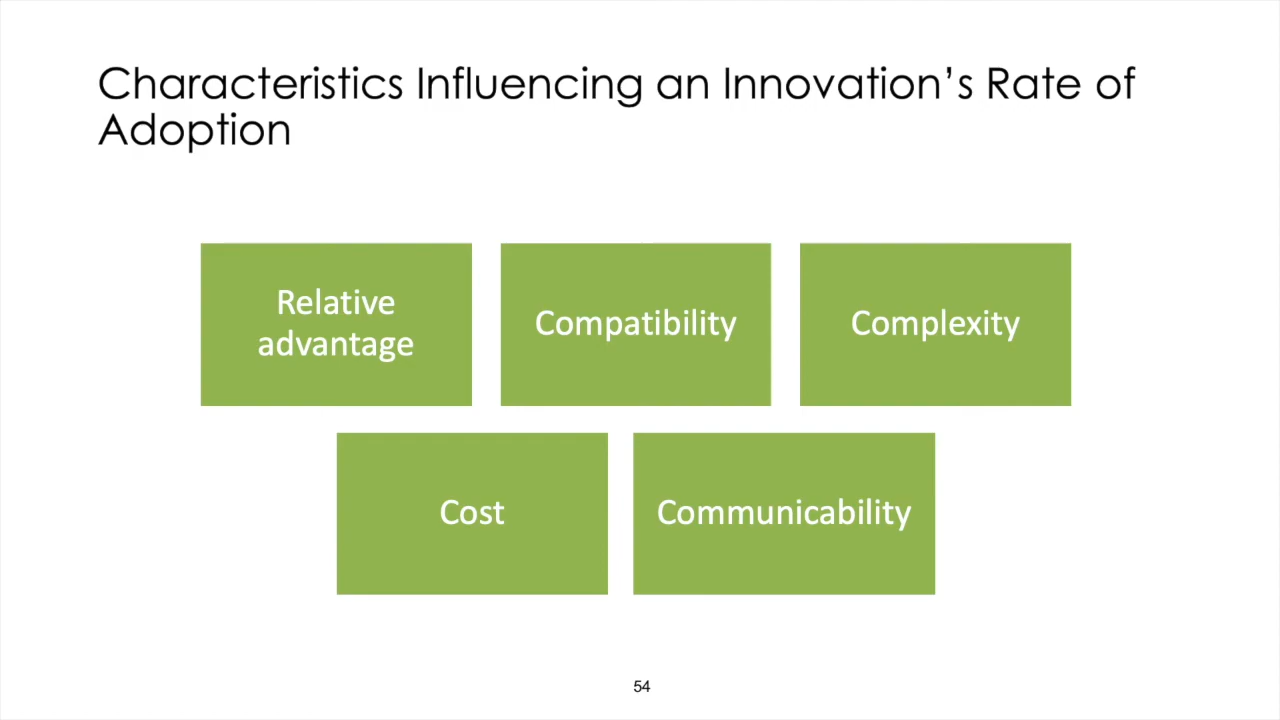 Characteristics Influencing an Innovation’s Rate of
Adoption
Relative
advantage
Compatibility
Complexity
Cost
Communicability
54